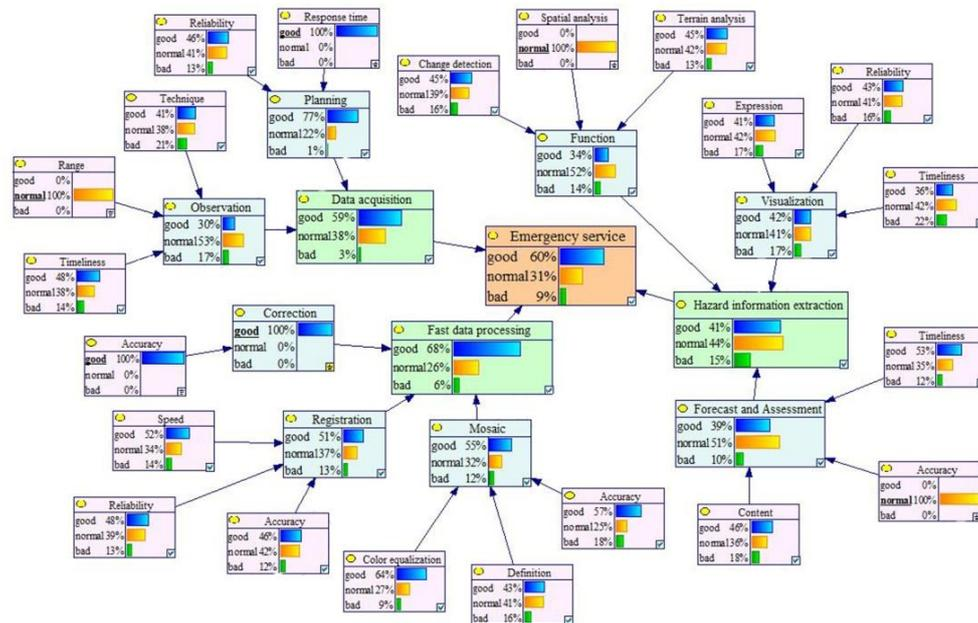 Reliability
good 46%
normal 41%
bad 13%
Response time
good 100%
normal 0%
bad 0%
Spatial analysis
good 0%
normal 100%
bad 0%
Terrain analysis
good 45%
normal 42%
bad 13%
Change detection
good 45%
normal 39%
bad 16%
Reliability
good 43%
normal 41%
bad 16%
Technique
good 41%
normal 38%
bad 21%
Planning
good 77%
normal 22%
bad 1%
Function
good 34%
normal 52%
bad 14%
Expression
good 41%
normal 42%
bad 17%
Range
good 0%
normal 100%
bad 0%
Timeliness
good 36%
normal 42%
bad 22%
Observation
good 30%
normal 53%
bad 17%
Data acquisition
good 59%
normal 38%
bad 3%
Visualization
good 42%
normal 41%
bad 17%
Emergency service
good 60%
normal 31%
bad 9%
Timeliness
good 48%
normal 38%
bad 14%
Hazard information extraction
good 41%
normal 44%
bad 15%
Correction
good 100%
normal 0%
bad 0%
Fast data processing
good 68%
normal 26%
bad 6%
Accuracy
good 100%
normal 0%
bad 0%
Timeliness
good 53%
normal 35%
bad 12%
Forecast and Assessment
good 39%
normal 51%
bad 10%
Speed
good 52%
normal 34%
bad 14%
Registration
good 51%
normal 37%
bad 13%
Mosaic
good 55%
normal 32%
bad 12%
Accuracy
good 0%
normal 100%
bad 0%
Reliability
good 48%
normal 39%
bad 13%
Accuracy
good 46%
normal 42%
bad 12%
Accuracy
good 57%
normal 25%
bad 18%
Content
good 46%
normal 36%
bad 18%
Color equalization
good 64%
normal 27%
bad 9%
Definition
good 43%
normal 41%
bad 16%